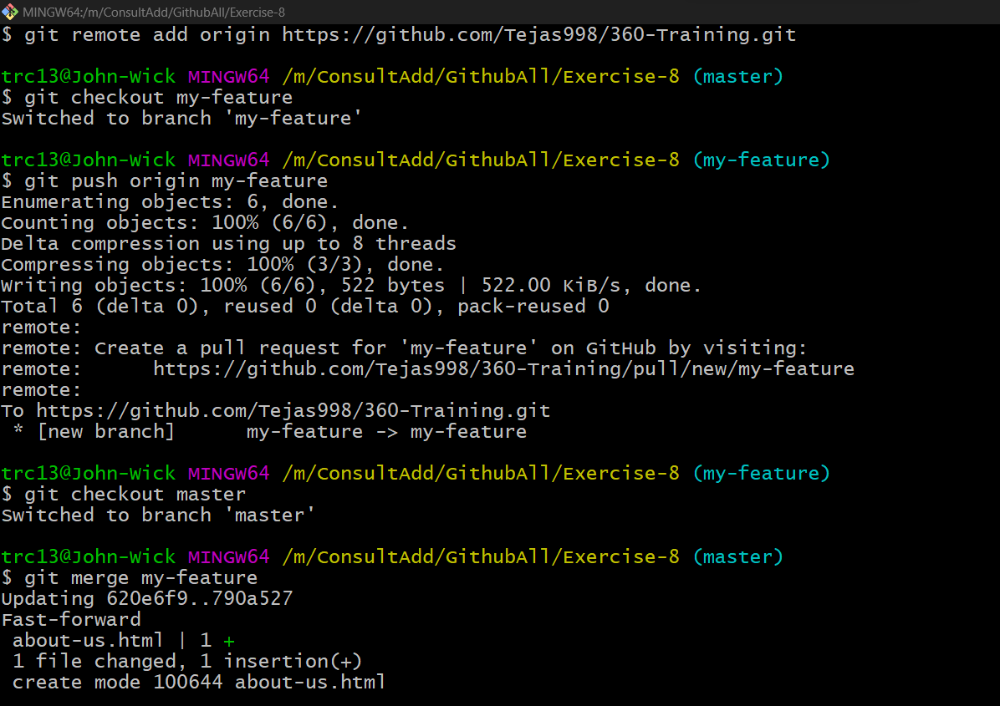 MINGW64:/m/ConsultAdd/GithubAll/Exercise-8
$ git remote add origin https://github.com/Tejas998/360-Training.git
trc13@John-Wick MINGW64 /m/ConsultAdd/GithubAll/Exercise-8 (master)
$ git checkout my-feature
Switched to branch 'my-feature'
trc13@John-Wick MINGW64 /m/ConsultAdd/GithubAll/Exercise-8 (my-feature)
$ git push origin my-feature
Enumerating objects: 6, done.
Counting objects: 100% (6/6), done.
Delta compression using up to 8 threads
Compressing objects: 100% (3/3), done.
Writing objects: 100% (6/6), 522 bytes | 522.00 KiB/s, done.
Total 6 (delta 0), reused 0 (delta 0), pack-reused 0
remote:
remote: Create a pull request for 'my-feature' on GitHub by visiting:
remote:      https://github.com/Tejas998/360-Training/pull/new/my-feature
remote:
To https://github.com/Tejas998/360-Training.git
 * [new branch]      my-feature -> my-feature
trc13@John-Wick MINGW64 /m/ConsultAdd/GithubAll/Exercise-8 (my-feature)
$ git checkout master
Switched to branch 'master'
trc13@John-Wick MINGW64 /m/ConsultAdd/GithubAll/Exercise-8 (master)
$ git merge my-feature
Updating 620e6f9..790a527
Fast-forward
 about-us.html | 1 +
 1 file changed, 1 insertion(+)
 create mode 100644 about-us.html